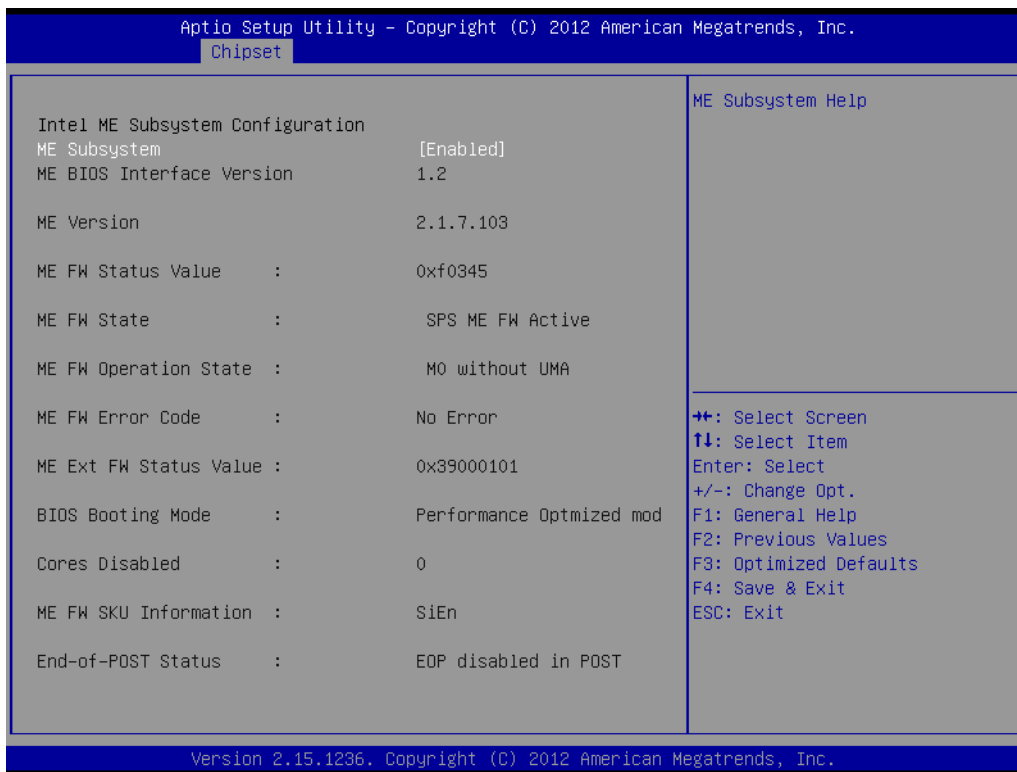 Aptio Setup Utility – Copyright (C) 2012 American Megatrends, Inc.
Chipset
Intel ME Subsystem Configuration
ME Subsystem [Enabled]
ME BIOS Interface Version 1.2
ME Version 2.1.7.103
ME FW Status Value : 0xf0345
ME FW State : SPS ME FW Active
ME FW Operation State : M0 without UMA
ME FW Error Code : No Error
ME Ext FW Status Value : 0x39000101
BIOS Booting Mode : Performance Optmized mod
Cores Disabled : 0
ME FW SKU Information : SiEn
End-of-POST Status : EOP disabled in POST
ME Subsystem Help
→←: Select Screen
↑↓: Select Item
Enter: Select
+/-: Change Opt.
F1: General Help
F2: Previous Values
F3: Optimized Defaults
F4: Save & Exit
ESC: Exit
Version 2.15.1236. Copyright (C) 2012 American Megatrends, Inc.